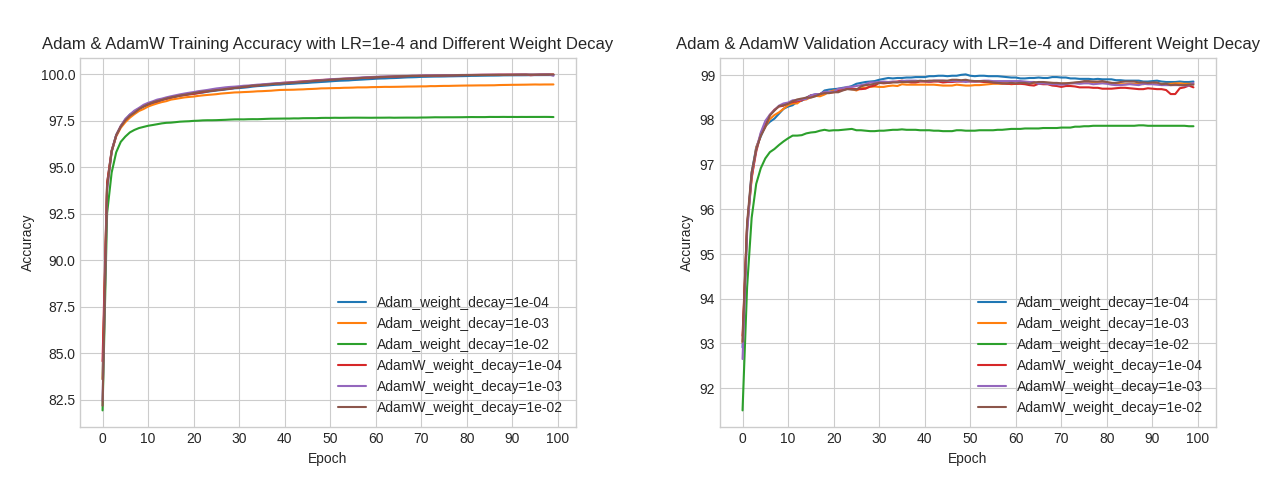 Adam & AdamW Training Accuracy with LR=1e-4 and Different Weight Decay
100.0
97.5
95.0
92.5
90.0
87.5
85.0
82.5
Accuracy
Adam_weight_decay=1e-04
Adam_weight_decay=1e-03
Adam_weight_decay=1e-02
AdamW_weight_decay=1e-04
AdamW_weight_decay=1e-03
AdamW_weight_decay=1e-02
0 10 20 30 40 50 60 70 80 90 100
Epoch
Adam & AdamW Validation Accuracy with LR=1e-4 and Different Weight Decay
99
98
97
96
95
94
93
92
Accuracy
Adam_weight_decay=1e-04
Adam_weight_decay=1e-03
Adam_weight_decay=1e-02
AdamW_weight_decay=1e-04
AdamW_weight_decay=1e-03
AdamW_weight_decay=1e-02
0 10 20 30 40 50 60 70 80 90 100
Epoch